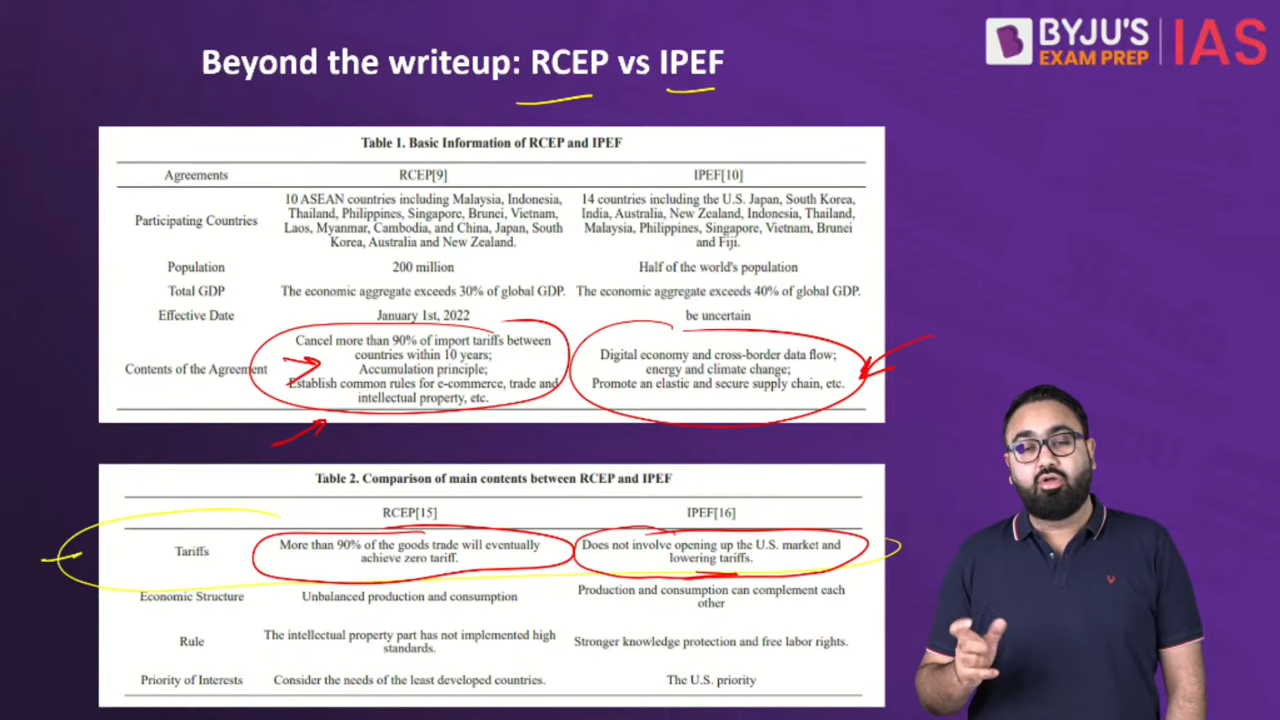 Beyond the writeup: RCEP vs IPEF
BYJU'S
EXAM PREP
IAS
Table 1. Basic Information of RCEP and IPEF
Agreements RCEP[9] IPEF[10]
Participating Countries
10 ASEAN countries including Malaysia, Indonesia,
Thailand, Philippines, Singapore, Brunei, Vietnam,
Laos, Myanmar, Cambodia, and China, Japan, South
Korea, Australia and New Zealand.
14 countries including the U.S. Japan, South Korea,
India, Australia, New Zealand, Indonesia, Thailand,
Malaysia, Philippines, Singapore, Vietnam, Brunei
and Fiji.
Population 200 million Half of the world's population
Total GDP The economic aggregate exceeds 30% of global GDP. The economic aggregate exceeds 40% of global GDP.
Effective Date January 1st, 2022 be uncertain
Contents of the Agreement
Cancel more than 90% of import tariffs between
countries within 10 years;
Accumulation principle;
Establish common rules for e-commerce, trade and
intellectual property, etc.
Digital economy and cross-border data flow;
energy and climate change;
Promote an elastic and secure supply chain, etc.
Table 2. Comparison of main contents between RCEP and IPEF
RCEP[15] IPEF[16]
Tariffs
More than 90% of the goods trade will eventually
achieve zero tariff.
Does not involve opening up the U.S. market and
lowering tariffs.
Economic Structure
Unbalanced production and consumption
Production and consumption can complement each
other
Rule
The intellectual property part has not implemented high
standards.
Stronger knowledge protection and free labor rights.
Priority of Interests Consider the needs of the least developed countries. The U.S. priority